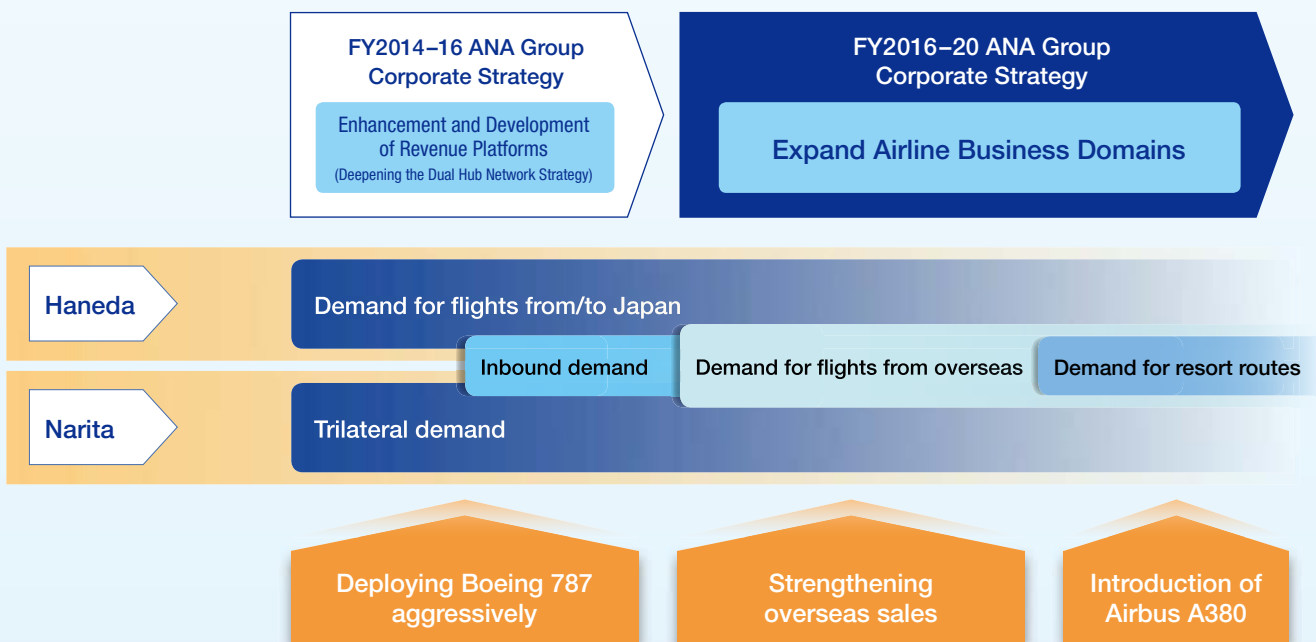 FY2014–16 ANA Group
Corporate Strategy
Enhancement and Development
of Revenue Platforms
(Deepening the Dual Hub Network Strategy)
FY2016–20 ANA Group
Corporate Strategy
Expand Airline Business Domains
Haneda
Demand for flights from/to Japan
Inbound demand
Demand for flights from overseas
Demand for resort routes
Narita
Trilateral demand
Deploying Boeing 787
aggressively
Strengthening
overseas sales
Introduction of
Airbus A380